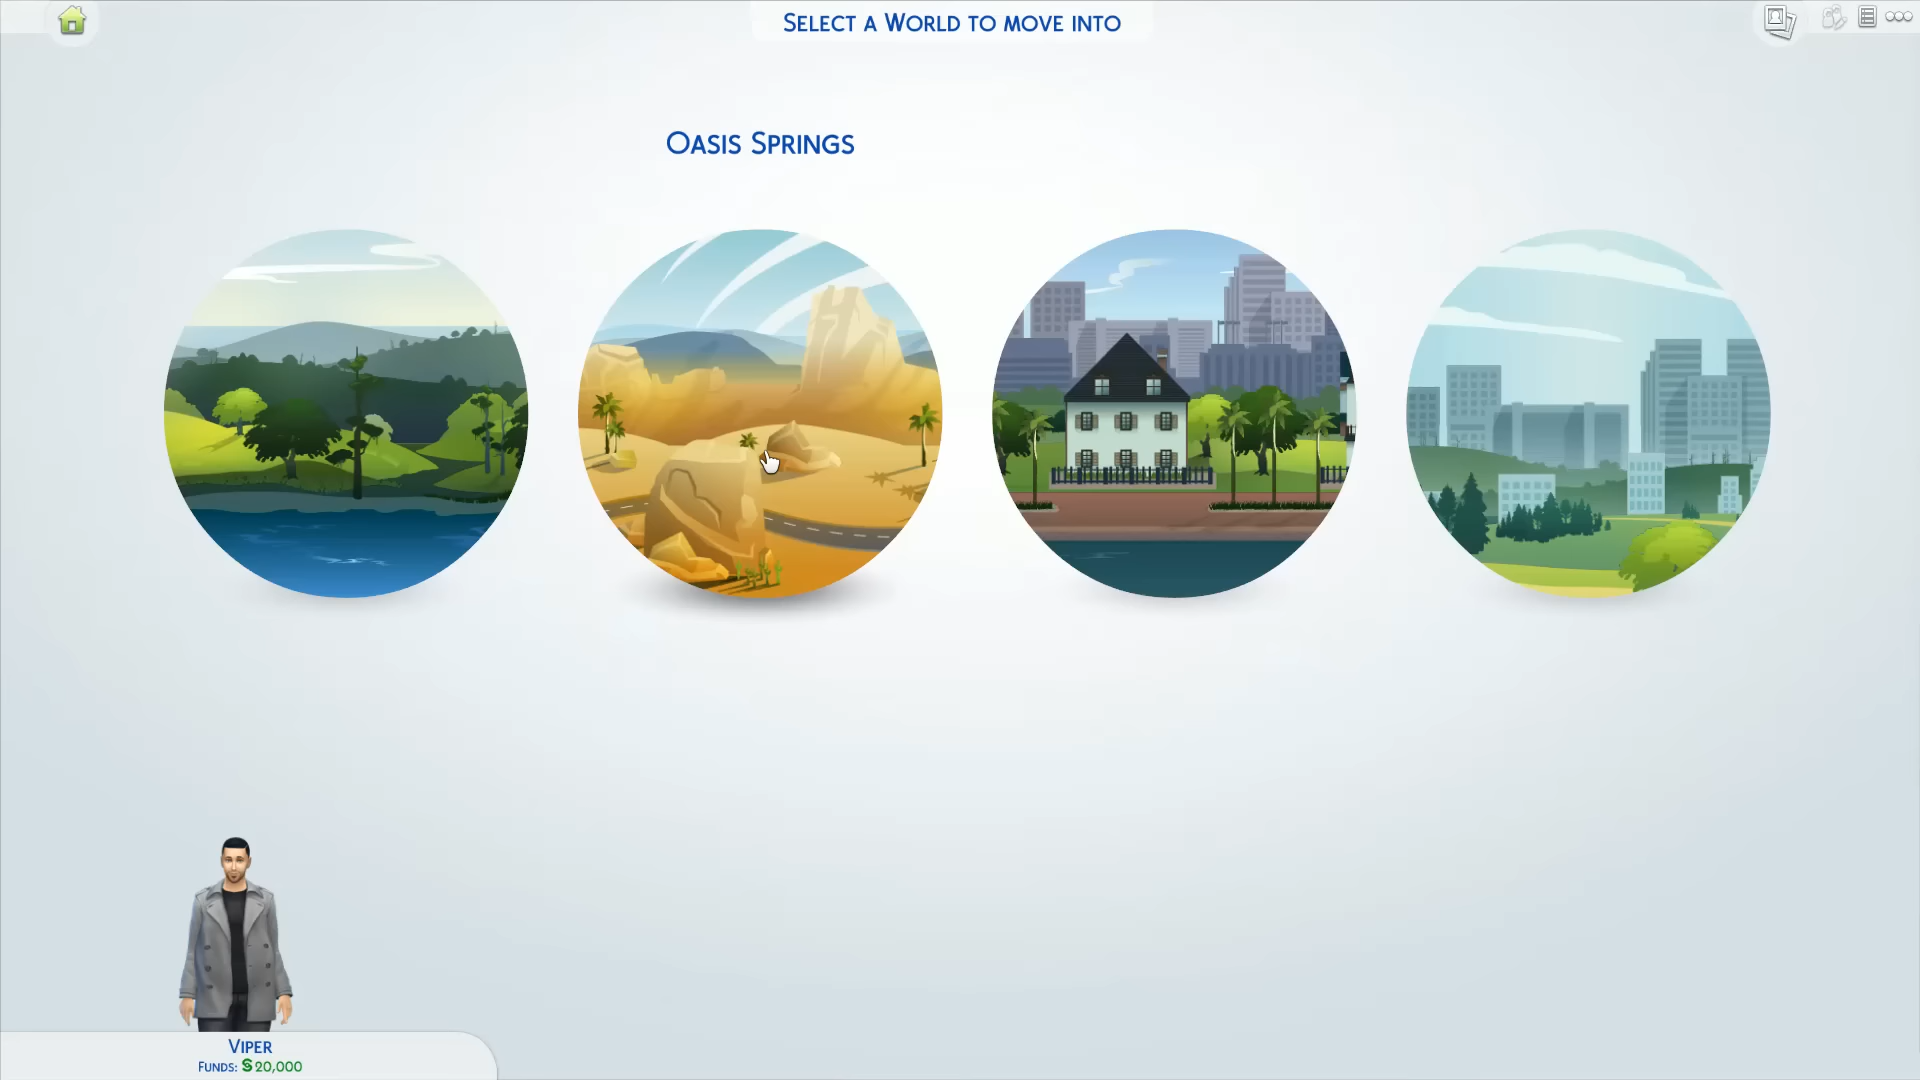 Select a World to move into
Oasis Springs
Viper
Funds: §20,000